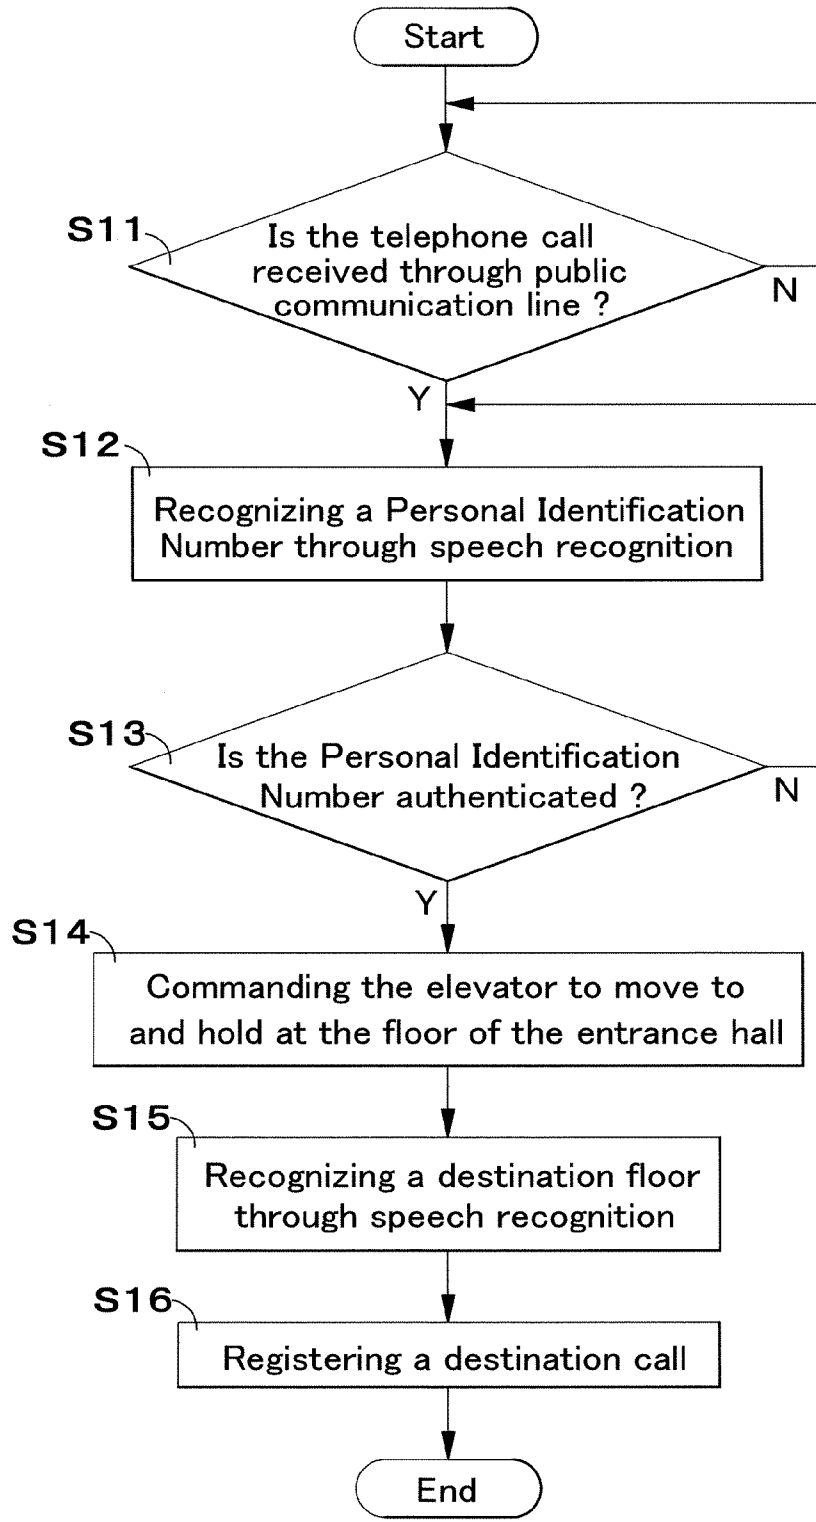 Start
S11
Is the telephone call
received through public
communication line ?
N
Y
S12
Recognizing a Personal Identification
Number through speech recognition
S13
Is the Personal Identification
Number authenticated ?
N
Y
S14
Commanding the elevator to move to
and hold at the floor of the entrance hall
S15
Recognizing a destination floor
through speech recognition
S16
Registering a destination call
End